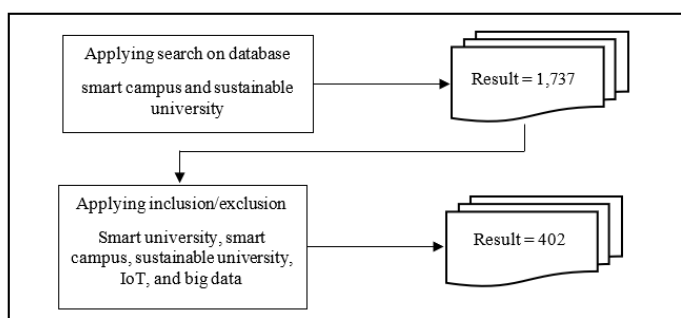 Applying search on database
smart campus and sustainable
university
Result = 1,737
Applying inclusion/exclusion
Smart university, smart
campus, sustainable university,
IoT, and big data
Result = 402